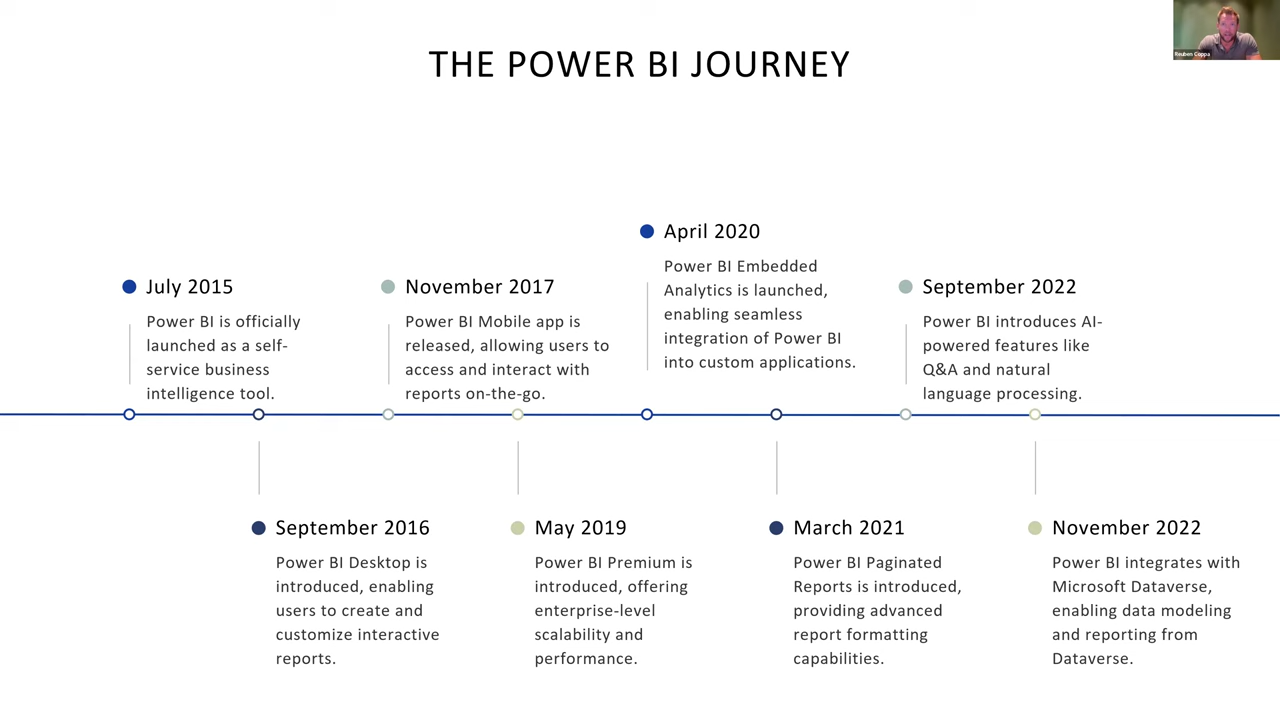 THE POWER BI JOURNEY
Reuben Coppa
July 2015
Power BI is officially
launched as a self-
service business
intelligence tool.
September 2016
Power BI Desktop is
introduced, enabling
users to create and
customize interactive
reports.
November 2017
Power BI Mobile app is
released, allowing users to
access and interact with
reports on-the-go.
May 2019
Power BI Premium is
introduced, offering
enterprise-level
scalability and
performance.
April 2020
Power BI Embedded
Analytics is launched,
enabling seamless
integration of Power BI
into custom applications.
March 2021
Power BI Paginated
Reports is introduced,
providing advanced
report formatting
capabilities.
September 2022
Power BI introduces AI-
powered features like
Q&A and natural
language processing.
November 2022
Power BI integrates with
Microsoft Dataverse,
enabling data modeling
and reporting from
Dataverse.